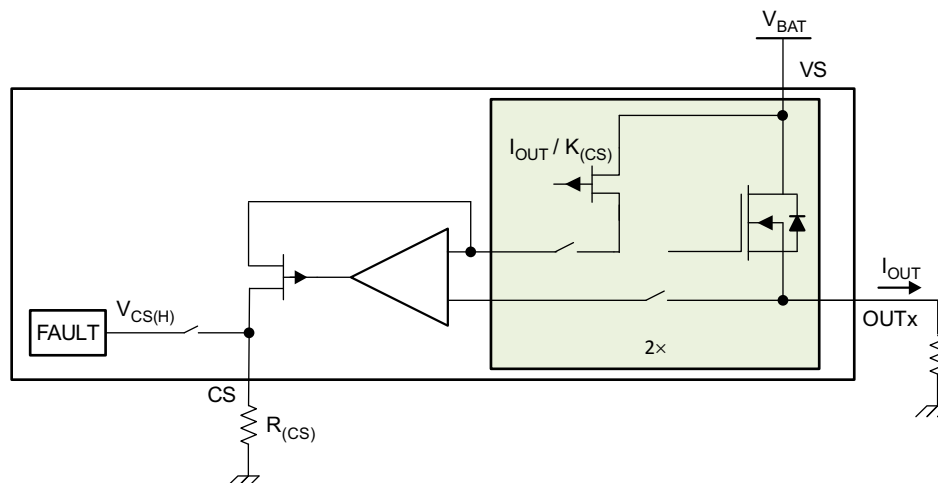 V_BAT
VS
I_OUT / K_(CS)
I_OUT
V_CS(H)
FAULT
OUTx
2×
CS
R_(CS)